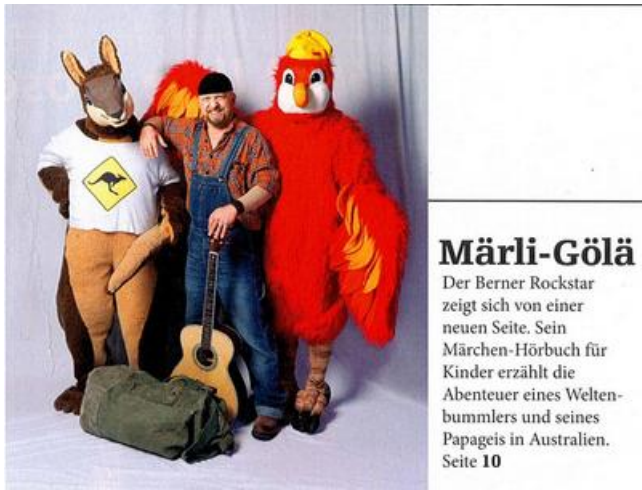 Märli-Gölä
Der Berner Rockstar
zeigt sich von einer
neuen Seite. Sein
Märchen-Hörbuch für
Kinder erzählt die
Abenteuer eines Welten-
bummlers und seines
Papageis in Australien.
Seite 10